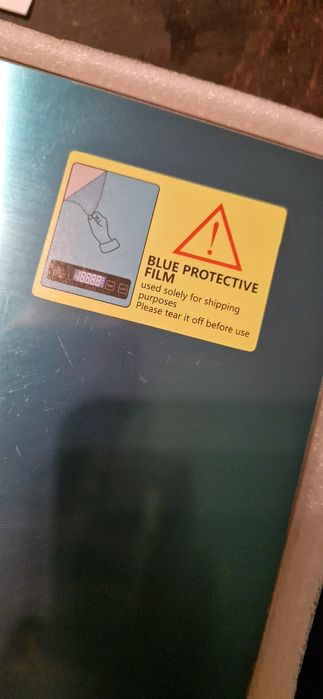 BLUE PROTECTIVE
FILM
used solely for shipping
purposes
Please tear it off before use